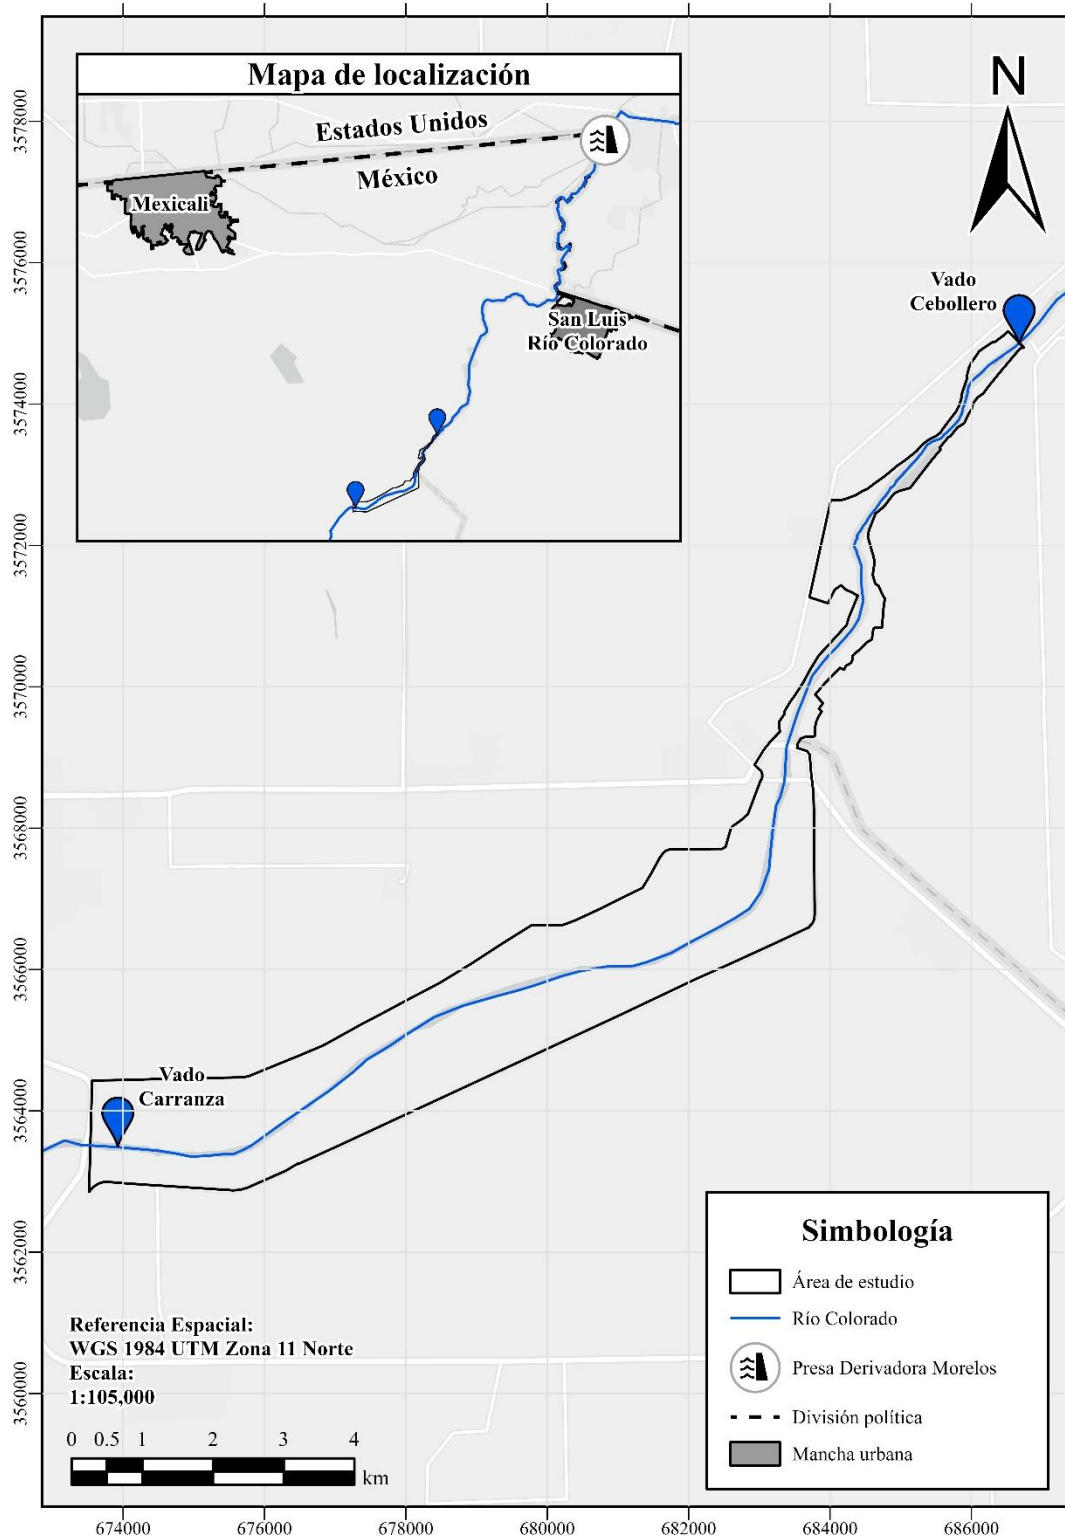 Mapa de localización
Estados Unidos
México
Mexicali
San Luis
Río Colorado
N
Vado
Cebollero
Vado
Carranza
3578000
3576000
3574000
3572000
3570000
3568000
3566000
3564000
3562000
3560000
Referencia Espacial:
WGS 1984 UTM Zona 11 Norte
Escala:
1:105,000
0 0.5 1 2 3 4
km
Simbología
Área de estudio
Río Colorado
Presa Derivadora Morelos
División política
Mancha urbana
674000 676000 678000 680000 682000 684000 686000